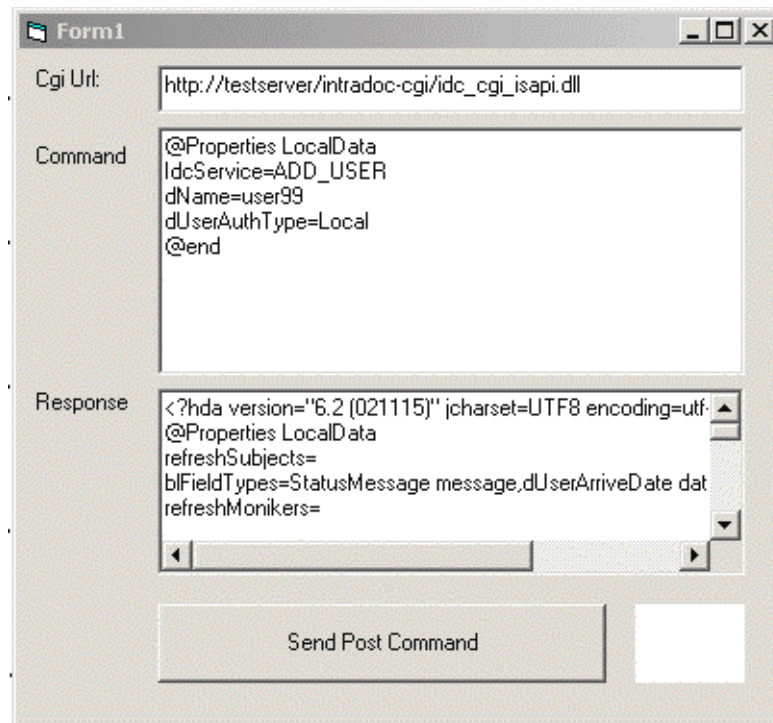 Form1
Cgi Url:
http://testserver/intradoc-cgi/idc_cgi_isapi.dll
Command
@Properties LocalData
IdcService=ADD_USER
dName=user99
dUserAuthType=Local
@end
Response
<?hda version="6.2 (021115)" jcharset=UTF8 encoding=utf-
@Properties LocalData
refreshSubjects=
blFieldTypes=StatusMessage message,dUserArriveDate dat
refreshMonikers=
Send Post Command